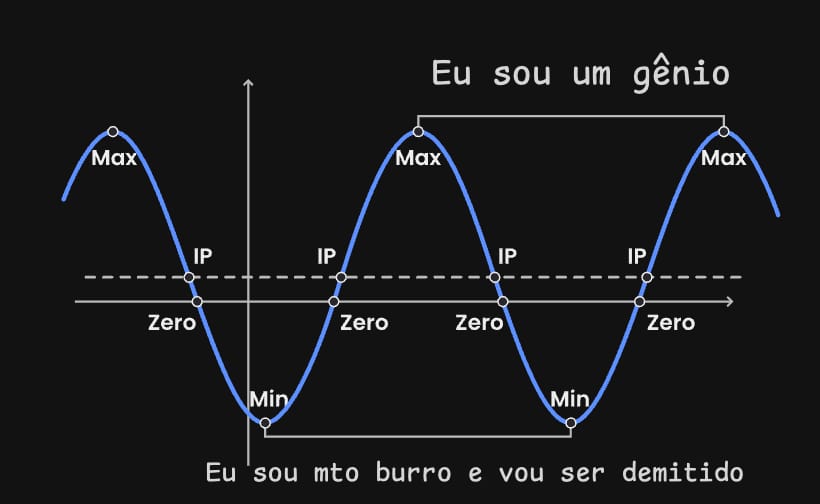 Eu sou um gênio
Max Max Max
IP IP IP IP
Zero Zero Zero Zero
Min Min
Eu sou mto burro e vou ser demitido